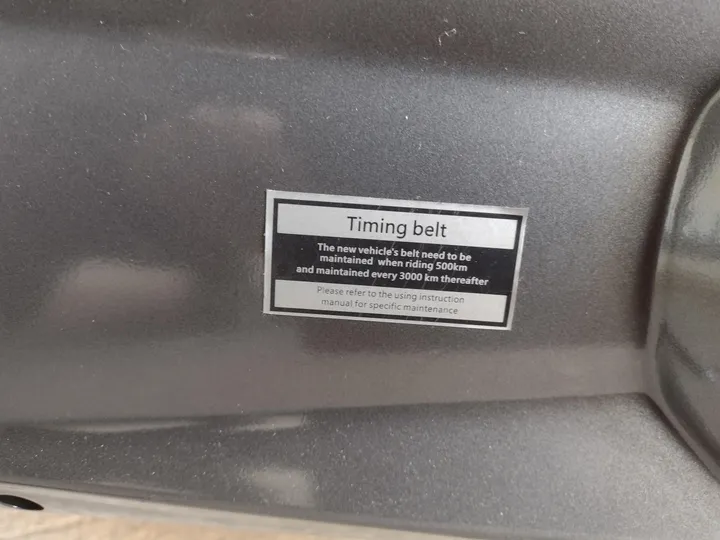 Timing belt
The new vehicle's belt need to be
maintained when riding 500km
and maintained every 3000 km thereafter
Please refer to the using instruction
manual for specific maintenance